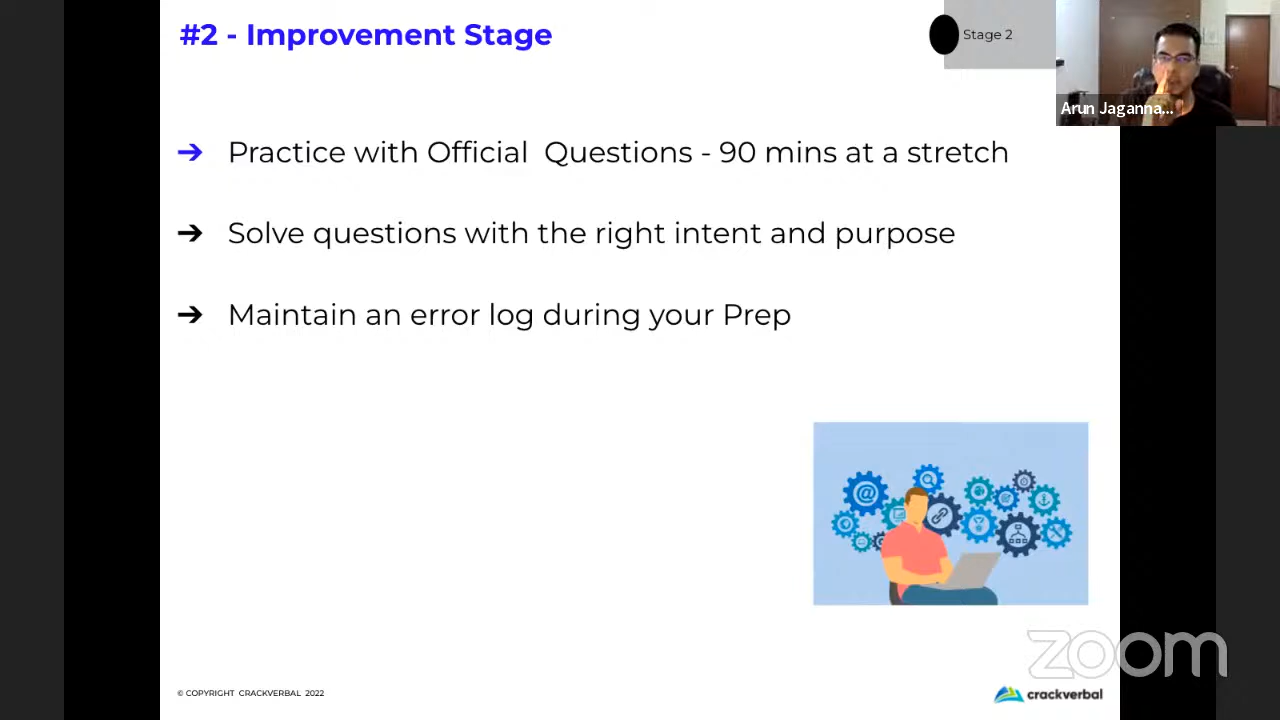 #2 - Improvement Stage
Stage 2
Arun Jaganna...
➔ Practice with Official Questions - 90 mins at a stretch
➔ Solve questions with the right intent and purpose
➔ Maintain an error log during your Prep
@
zoom
© COPYRIGHT CRACKVERBAL 2022
crackverbal